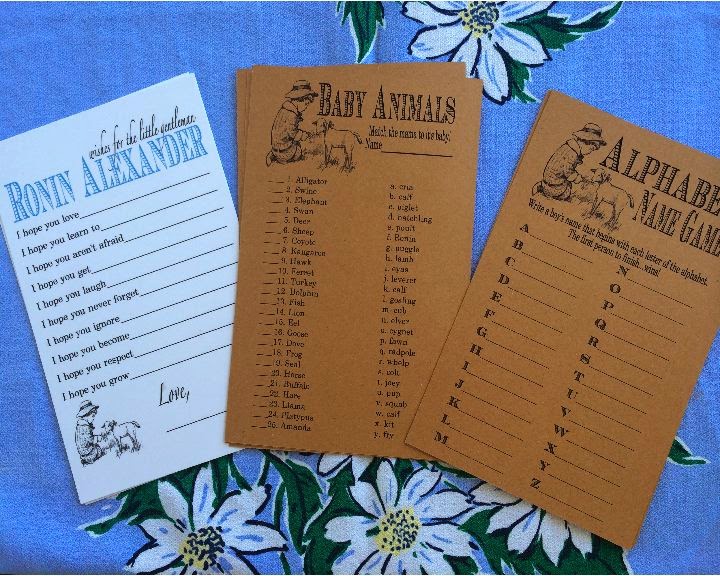 wishes for the little gentleman
RONIN ALEXANDER
I hope you love
I hope you learn to
I hope you aren't afraid
I hope you get
I hope you laugh
I hope you never forget
I hope you ignore
I hope you become
I hope you respect
I hope you grow
Love,
BABY ANIMALS
Match the mama to its baby!
Name
1. Alligator
2. Swine
3. Elephant
4. Swan
5. Deer
6. Sheep
7. Coyote
8. Kangaroo
9. Hawk
10. Ferret
11. Turkey
12. Dolphin
13. Fish
14. Lion
15. Eel
16. Goose
17. Dove
18. Frog
19. Seal
20. Horse
21. Buffalo
22. Hare
23. Llama
24. Platypus
25. Amanda
a. cria
b. calf
c. piglet
d. hatchling
e. poult
f. Ronin
g. puggle
h. lamb
i. eyas
j. leveret
k. calf
l. gosling
m. cub
n. elver
o. cygnet
p. fawn
q. tadpole
r. whelp
s. colt
t. joey
u. pup
v. squab
w. calf
x. kit
y. fry
ALPHABE
NAME GAM
Write a boy's name that begins with each letter of the alphabet.
The first person to finish, wins!
A
B
C
D
E
F
G
H
I
J
K
L
M
N
O
P
Q
R
S
T
U
V
W
X
Y
Z